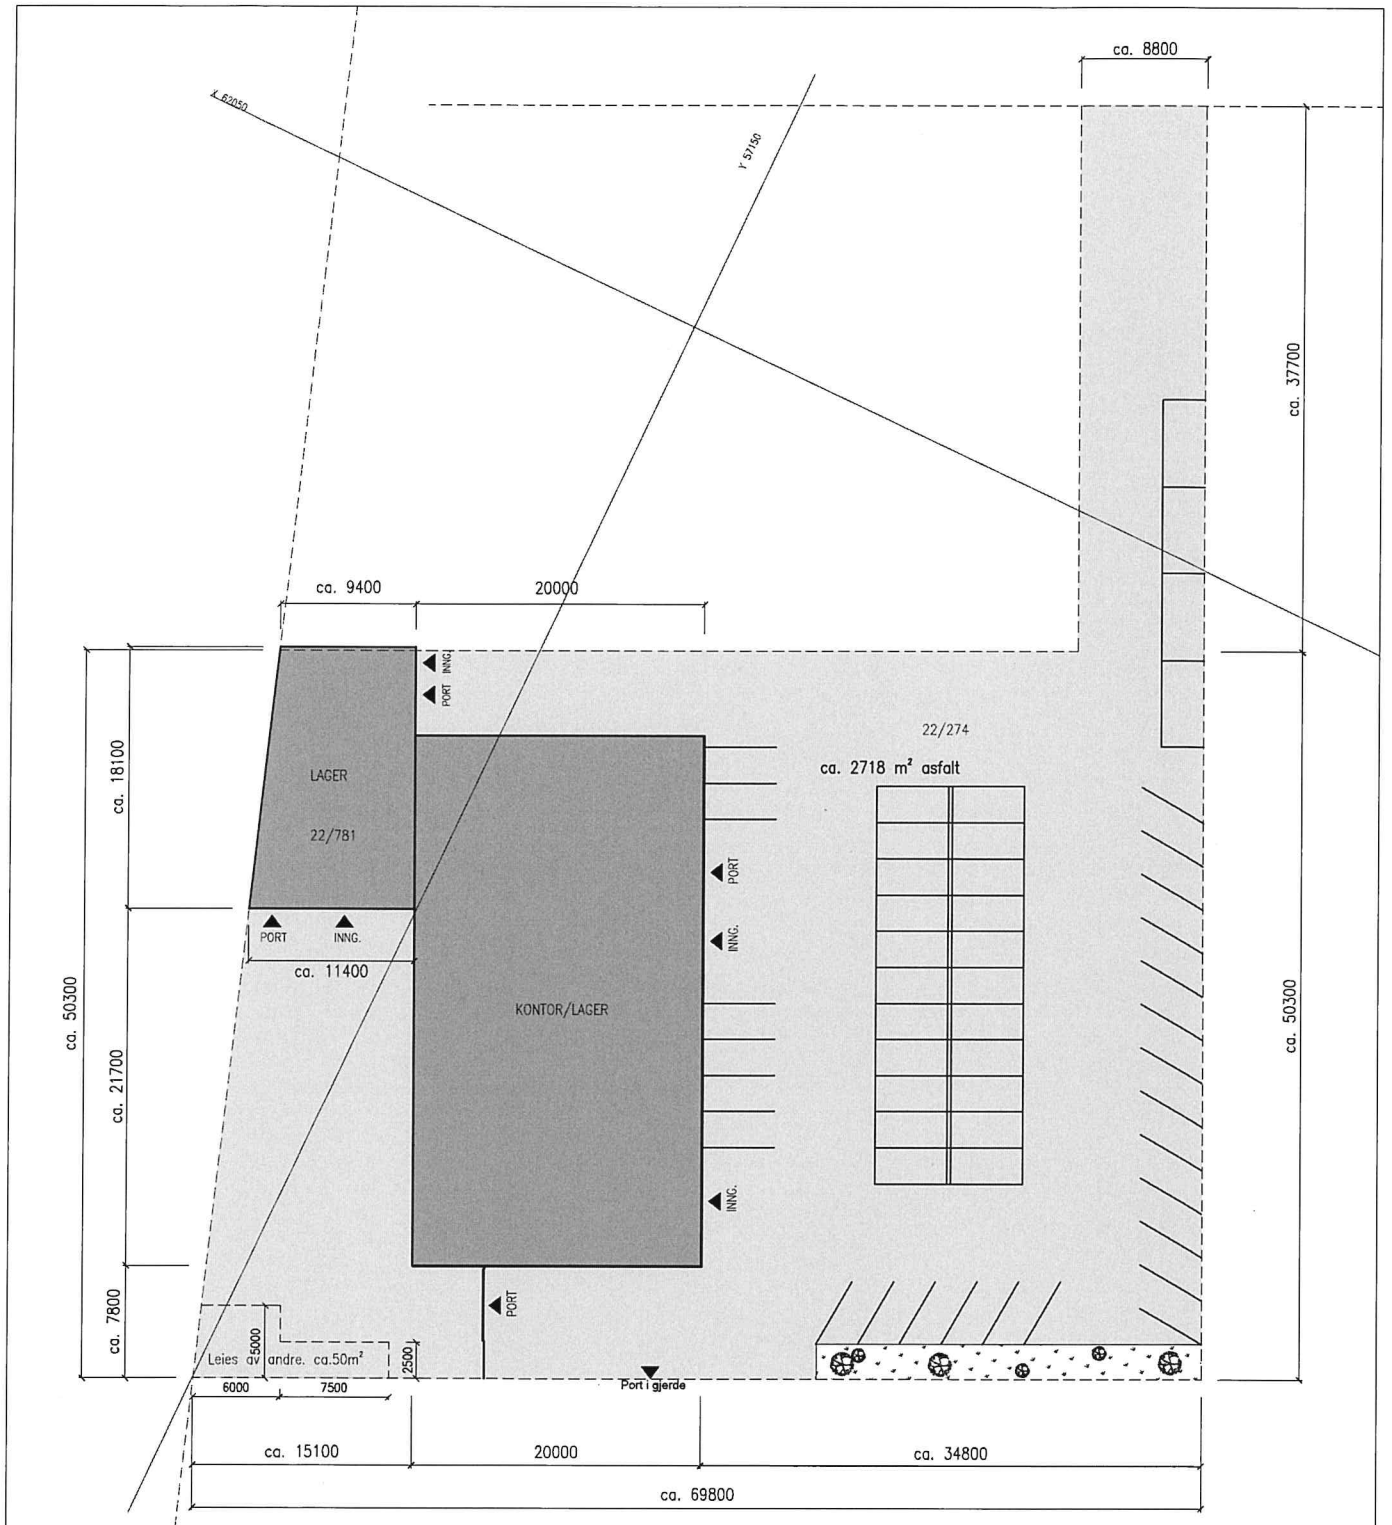 ca. 8800
X 62050
Y 57150
ca. 37700
ca. 9400
20000
INNG.
PORT
22/274
ca. 2718 m² asfalt
LAGER
22/781
ca. 18100
PORT
PORT
INNG.
INNG.
ca. 11400
KONTOR/LAGER
ca. 50300
ca. 50300
ca. 21700
INNG.
PORT
ca. 7800
5000
2500
Leies av andre. ca.50m²
6000
7500
Port i gjerde
ca. 15100
20000
ca. 34800
ca. 69800